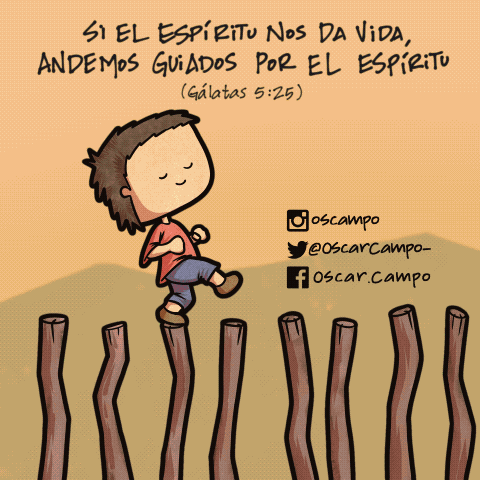 Si EL ESPÍRiTu NOS DA ViDA,
ANDEMOS GUiADOS POR EL ESPÍRiTU
(Gálatas 5:25)
oscampo
@OscarCampo_
oscar.campo